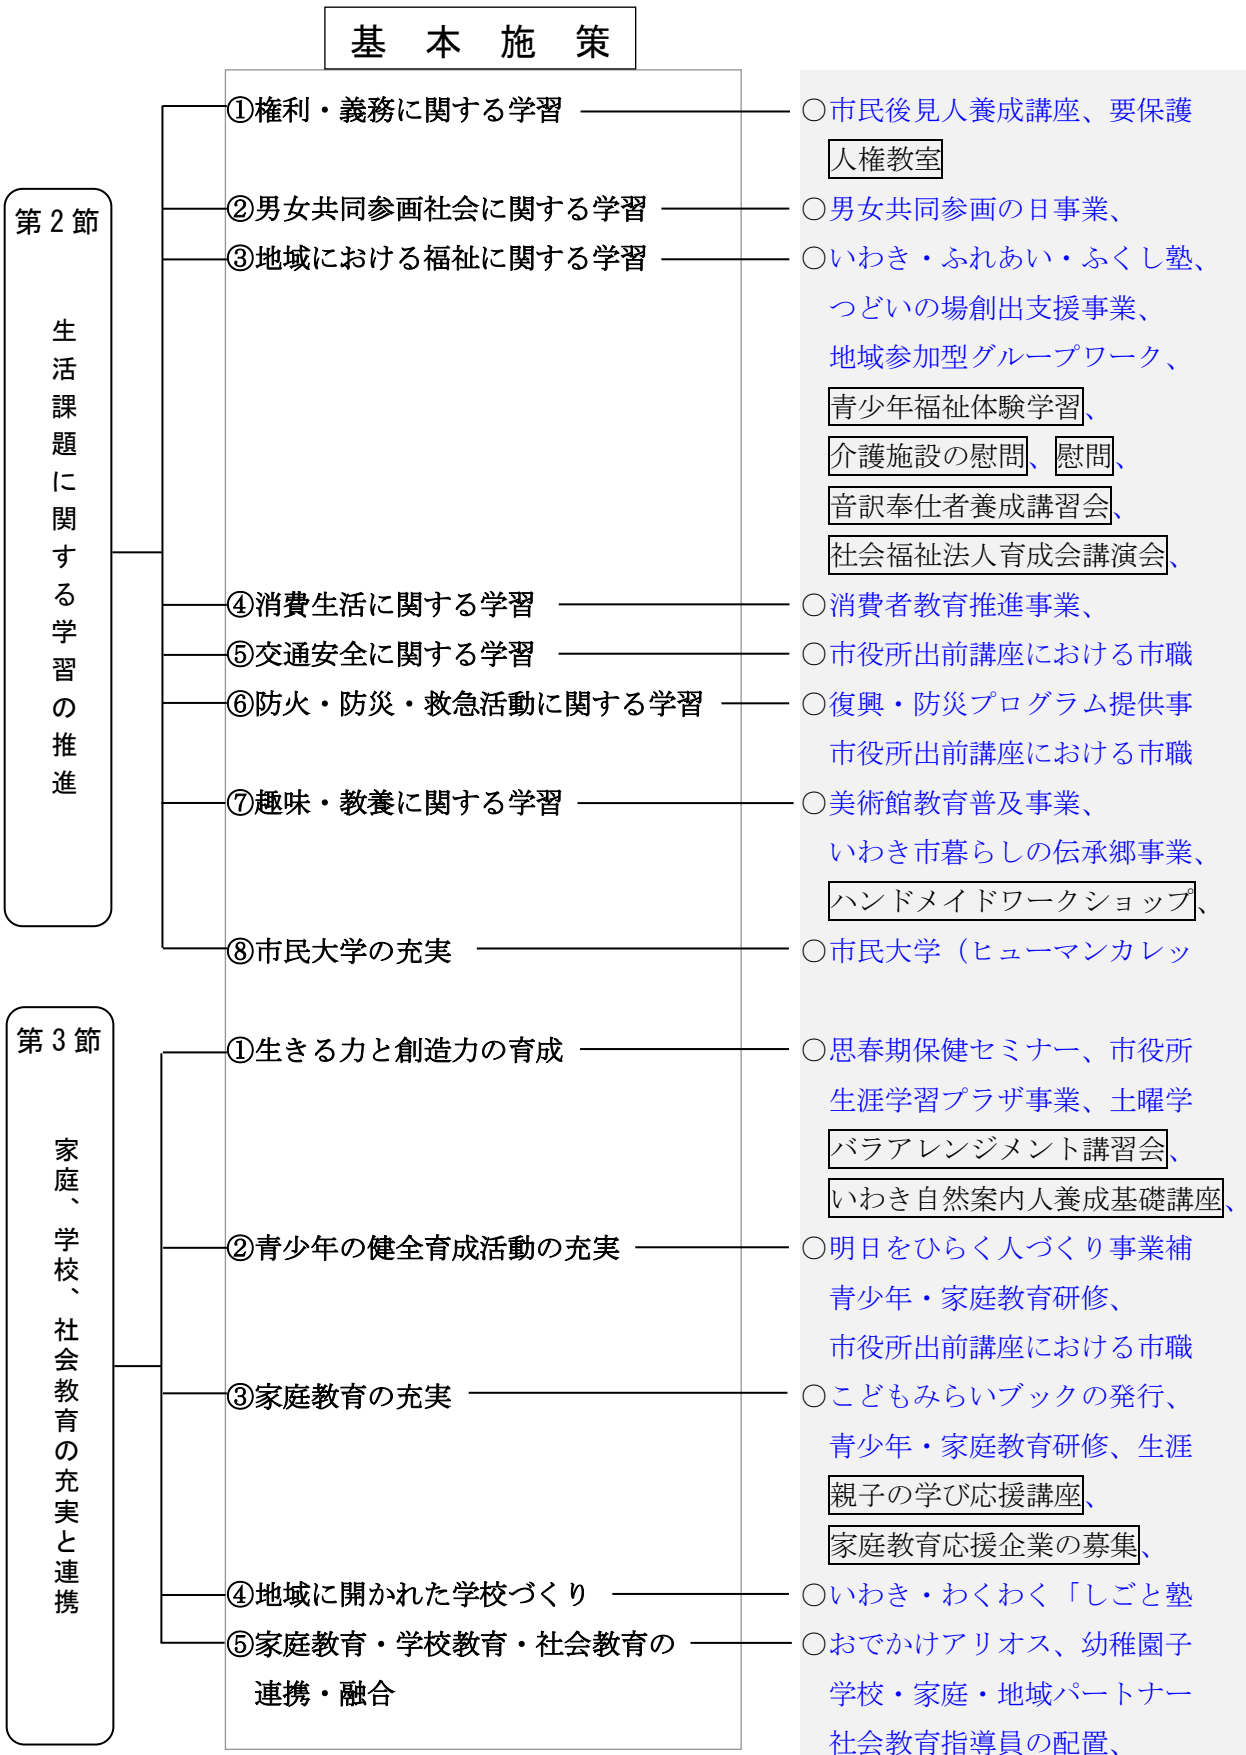 基本施策
第2節
生活課題に関する学習の推進
①権利・義務に関する学習
○市民後見人養成講座、要保護
人権教室
②男女共同参画社会に関する学習
○男女共同参画の日事業、
③地域における福祉に関する学習
○いわき・ふれあい・ふくし塾、
つどいの場創出支援事業、
地域参加型グループワーク、
青少年福祉体験学習、
介護施設の慰問、慰問、
音訳奉仕者養成講習会、
社会福祉法人育成会講演会、
④消費生活に関する学習
○消費者教育推進事業、
⑤交通安全に関する学習
○市役所出前講座における市職
⑥防火・防災・救急活動に関する学習
○復興・防災プログラム提供事
市役所出前講座における市職
⑦趣味・教養に関する学習
○美術館教育普及事業、
いわき市暮らしの伝承郷事業、
ハンドメイドワークショップ、
⑧市民大学の充実
○市民大学（ヒューマンカレッ
第3節
家庭、学校、社会教育の充実と連携
①生きる力と創造力の育成
○思春期保健セミナー、市役所
生涯学習プラザ事業、土曜学
バラアレンジメント講習会、
いわき自然案内人養成基礎講座、
②青少年の健全育成活動の充実
○明日をひらく人づくり事業補
青少年・家庭教育研修、
市役所出前講座における市職
③家庭教育の充実
○こどもみらいブックの発行、
青少年・家庭教育研修、生涯
親子の学び応援講座、
家庭教育応援企業の募集、
④地域に開かれた学校づくり
○いわき・わくわく「しごと塾
⑤家庭教育・学校教育・社会教育の
連携・融合
○おでかけアリオス、幼稚園子
学校・家庭・地域パートナー
社会教育指導員の配置、